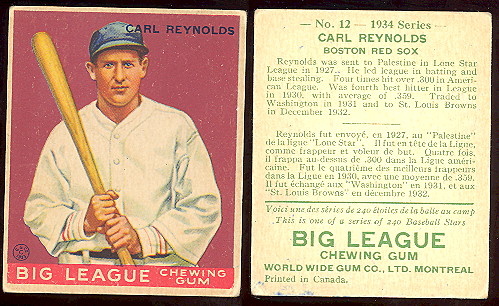 CARL REYNOLDS
BIG LEAGUE CHEWING GUM
— No. 12 — 1934 Series —
CARL REYNOLDS
BOSTON RED SOX
Reynolds was sent to Palestine in Lone Star
League in 1927.. He led league in batting and
base stealing. Four times hit over .300 in Amer-
ican League. Was fourth best hitter in League
in 1930, with average of .359. Traded to
Washington in 1931 and to St. Louis Browns
in December 1932.
Reynolds fut envoyé, en 1927, au "Palestine"
de la ligue "Lone Star". Il fut en tête de la Ligue,
comme frappeur et voleur de but. Quatre fois,
il frappa au-dessus de .300 dans la Ligue améri-
caine. Fut le quatrième des meilleurs frappeurs
dans la Ligue en 1930, avec une moyenne de .359.
Il fut échangé aux "Washington" en 1931, et aux
"St. Louis Browns" en décembre 1932.
Voici une des séries de 240 étoiles de la balle au camp
This is one of a series of 240 Baseball Stars
BIG LEAGUE
CHEWING GUM
WORLD WIDE GUM CO., LTD. MONTREAL
Printed in Canada.